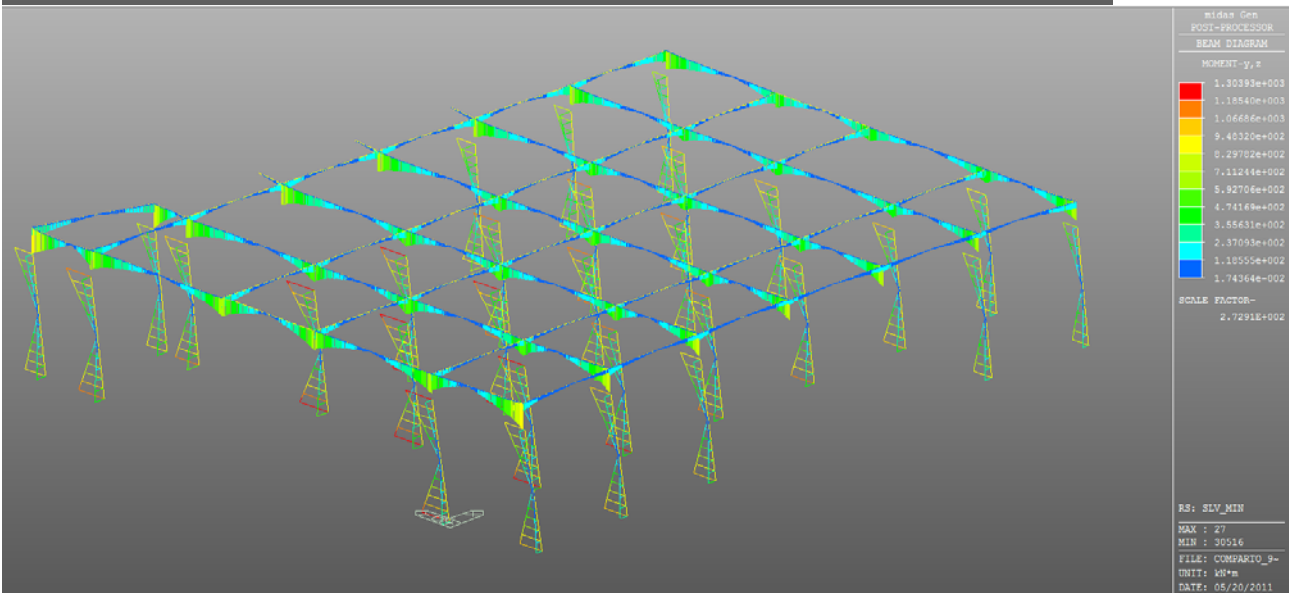 midas Gen
POST-PROCESSOR
BEAM DIAGRAM
MOMENT-y,z
1.30393e+003
1.18540e+003
1.06686e+003
9.48320e+002
8.29782e+002
7.11244e+002
5.92706e+002
4.74169e+002
3.55631e+002
2.37093e+002
1.18555e+002
1.74364e-002
SCALE FACTOR=
2.7291E+002
RS: SLV_MIN
MAX : 27
MIN : 30516
FILE: COMPARTO_9~
UNIT: kN*m
DATE: 05/20/2011